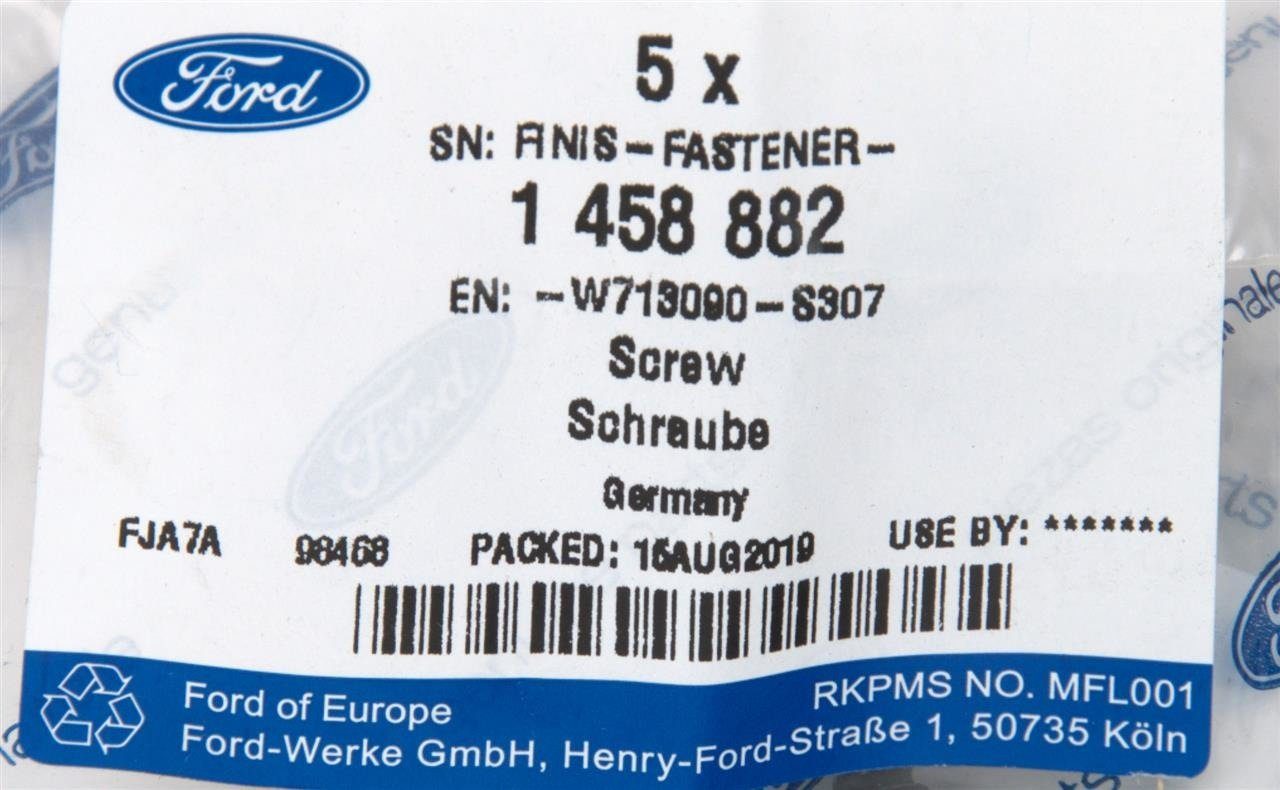 Ford
5 x
SN: FINIS-FASTENER-
1 458 882
EN: -W713090-S307
Screw
Schraube
Germany
FJA7A 98468 PACKED: 15AUG2019 USE BY: *******
Ford of Europe
RKPMS NO. MFL001
Ford-Werke GmbH, Henry-Ford-Straße 1, 50735 Köln